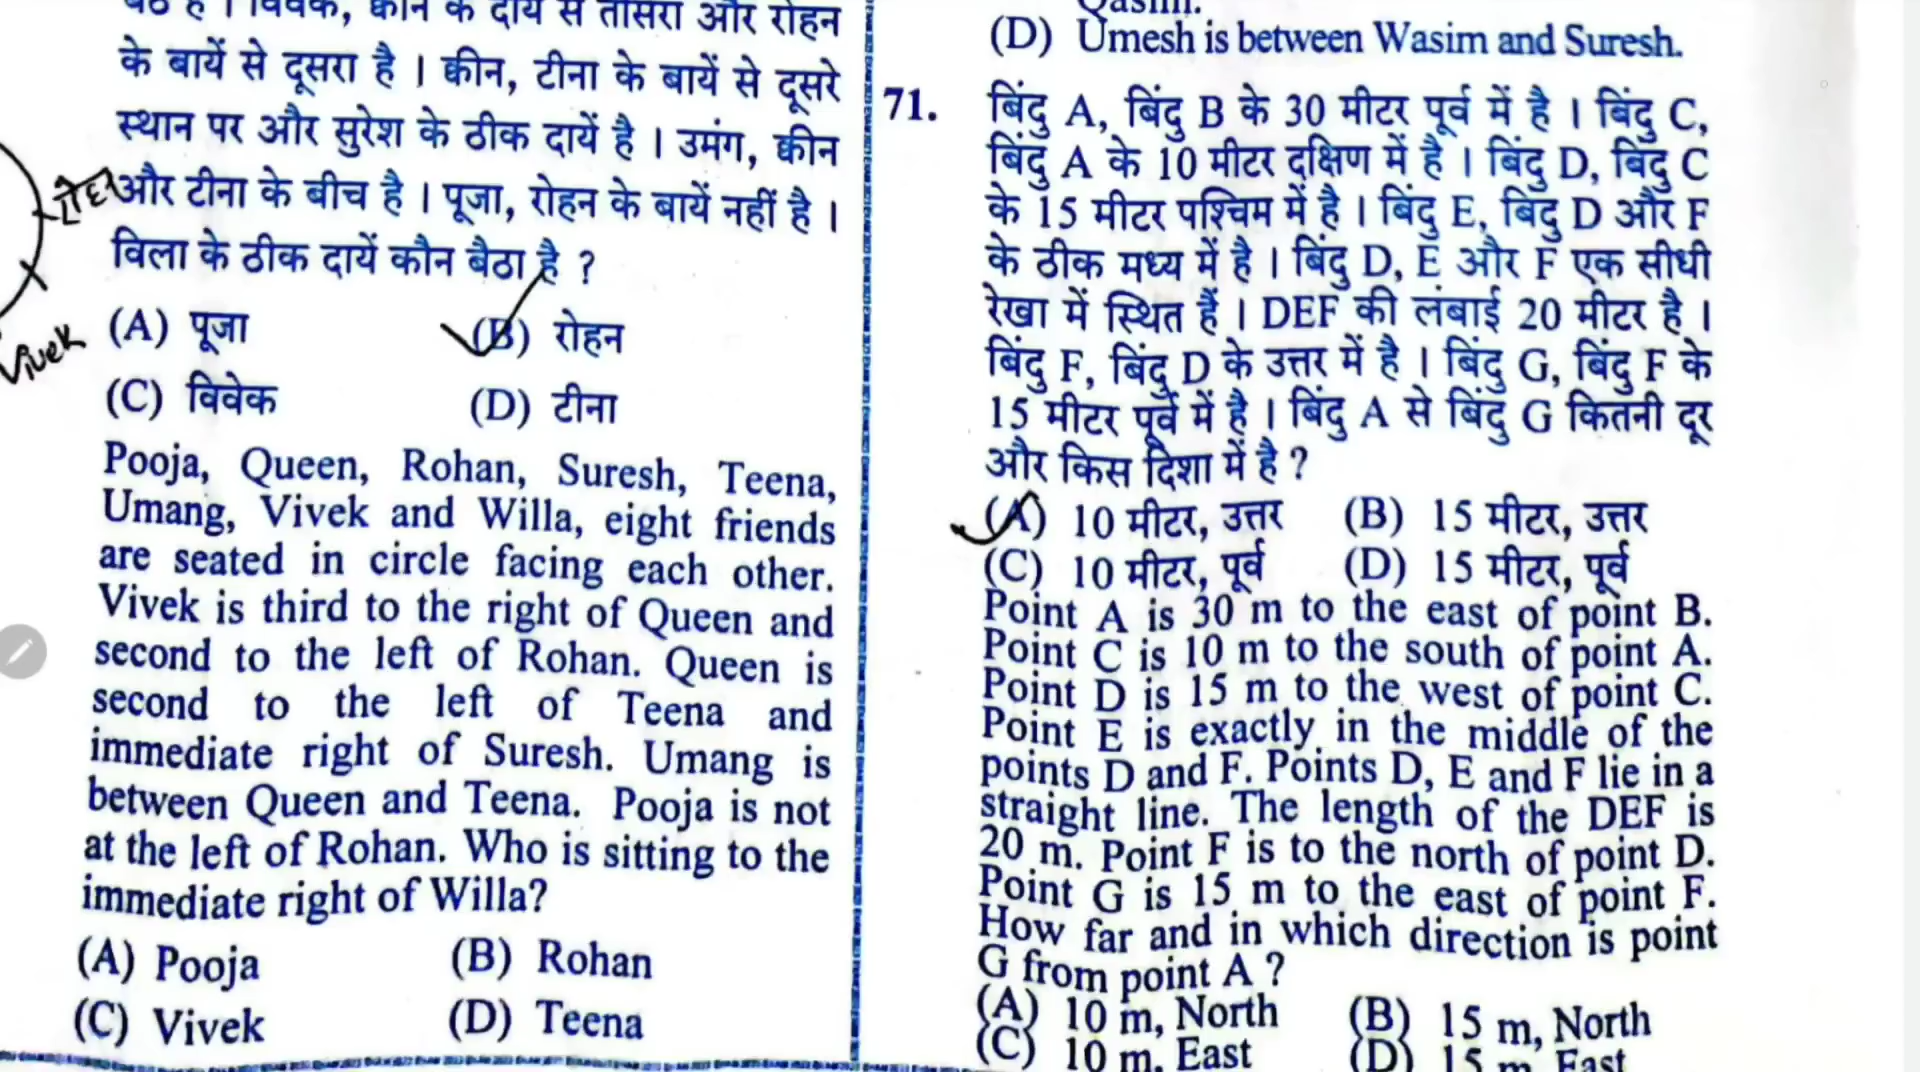 के बायें से दूसरा है । क्वीन, टीना के बायें से दूसरे
स्थान पर और सुरेश के ठीक दायें है । उमंग, क्वीन
और टीना के बीच है । पूजा, रोहन के बायें नहीं है ।
विला के ठीक दायें कौन बैठा है ?
(A) पूजा (B) रोहन
Vivek
(C) विवेक (D) टीना
Pooja, Queen, Rohan, Suresh, Teena,
Umang, Vivek and Willa, eight friends
are seated in circle facing each other.
Vivek is third to the right of Queen and
second to the left of Rohan. Queen is
second to the left of Teena and
immediate right of Suresh. Umang is
between Queen and Teena. Pooja is not
at the left of Rohan. Who is sitting to the
immediate right of Willa?
(A) Pooja (B) Rohan
(C) Vivek (D) Teena
(D) Umesh is between Wasim and Suresh.
71. बिंदु A, बिंदु B के 30 मीटर पूर्व में है । बिंदु C,
बिंदु A के 10 मीटर दक्षिण में है । बिंदु D, बिंदु C
के 15 मीटर पश्चिम में है । बिंदु E, बिंदु D और F
के ठीक मध्य में है । बिंदु D, E और F एक सीधी
रेखा में स्थित हैं । DEF की लंबाई 20 मीटर है ।
बिंदु F, बिंदु D के उत्तर में है । बिंदु G, बिंदु F के
15 मीटर पूर्व में है । बिंदु A से बिंदु G कितनी दूर
और किस दिशा में है ?
(A) 10 मीटर, उत्तर (B) 15 मीटर, उत्तर
(C) 10 मीटर, पूर्व (D) 15 मीटर, पूर्व
Point A is 30 m to the east of point B.
Point C is 10 m to the south of point A.
Point D is 15 m to the west of point C.
Point E is exactly in the middle of the
points D and F. Points D, E and F lie in a
straight line. The length of the DEF is
20 m. Point F is to the north of point D.
Point G is 15 m to the east of point F.
How far and in which direction is point
G from point A ?
(A) 10 m, North (B) 15 m, North
(C) 10 m, East (D) 15 m, East